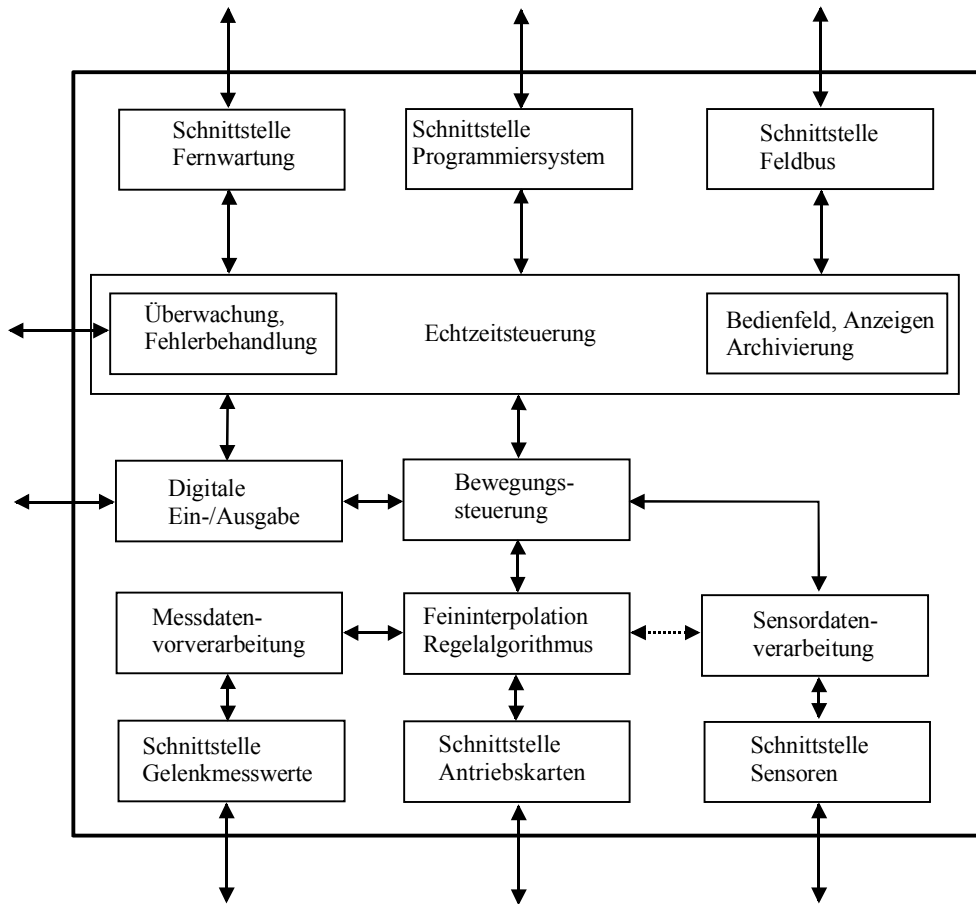 Schnittstelle
Fernwartung
Schnittstelle
Programmiersystem
Schnittstelle
Feldbus
Überwachung,
Fehlerbehandlung
Echtzeitsteuerung
Bedienfeld, Anzeigen
Archivierung
Digitale
Ein-/Ausgabe
Bewegungs-
steuerung
Messdaten-
vorverarbeitung
Feininterpolation
Regelalgorithmus
Sensordaten-
verarbeitung
Schnittstelle
Gelenkmesswerte
Schnittstelle
Antriebskarten
Schnittstelle
Sensoren